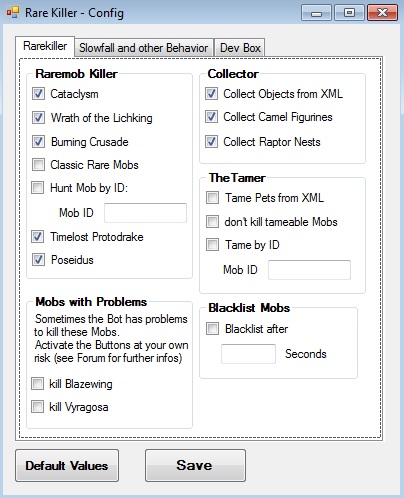 Rare Killer - Config
Rarekiller
Slowfall and other Behavior
Dev Box
Raremob Killer
Cataclysm
Wrath of the Lichking
Burning Crusade
Classic Rare Mobs
Hunt Mob by ID:
Mob ID
Timelost Protodrake
Poseidus
Mobs with Problems
Sometimes the Bot has problems
to kill these Mobs.
Activate the Buttons at your own
risk (see Forum for further infos)
kill Blazewing
kill Vyragosa
Collector
Collect Objects from XML
Collect Camel Figurines
Collect Raptor Nests
TheTamer
Tame Pets from XML
don't kill tameable Mobs
Tame by ID
Mob ID
Blacklist Mobs
Blacklist after
Seconds
Default Values
Save